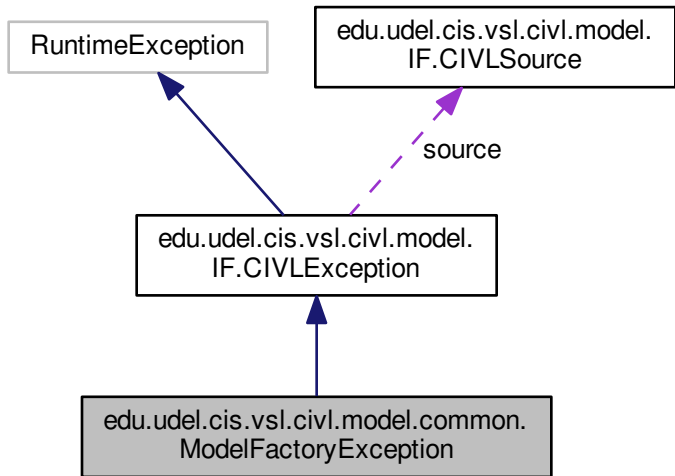 RuntimeException
edu.udel.cis.vsl.civl.model.
IF.CIVLSource
source
edu.udel.cis.vsl.civl.model.
IF.CIVLException
edu.udel.cis.vsl.civl.model.common.
ModelFactoryException